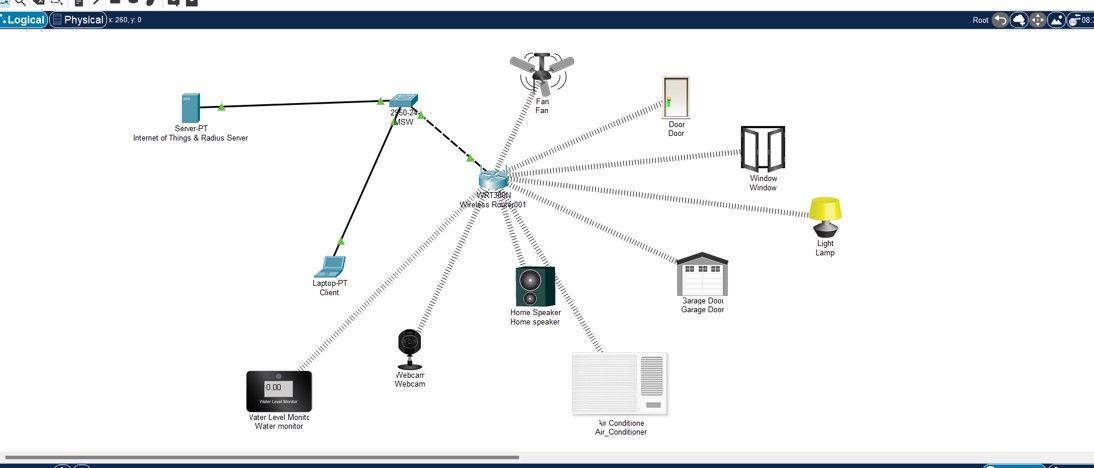 Logical Physical x: 260, y: 0 Root 08:
Fan
Fan
Door
Door
2950-24
MSW
Server-PT
Internet of Things & Radius Server
Window
Window
WRT300N
Wireless Router001
Light
Lamp
Laptop-PT
Client
Garage Door
Garage Door
Home Speaker
Home speaker
Webcam
Webcam
0.00
Water Level Monitor
Water Level Monito
Water monitor
Air Conditione
Air_Conditioner